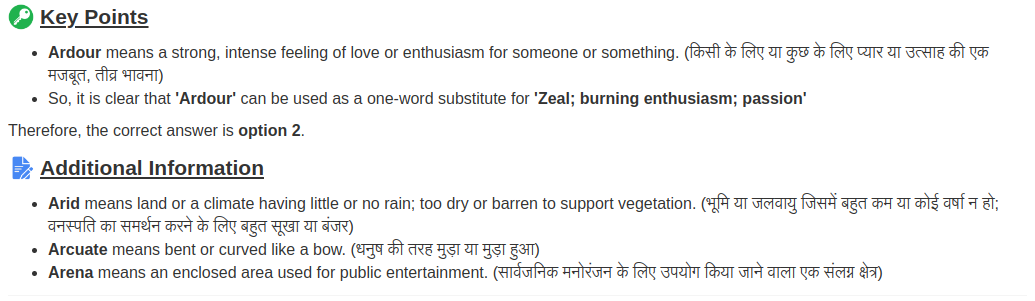 Key Points
• Ardour means a strong, intense feeling of love or enthusiasm for someone or something. (किसी के लिए या कुछ के लिए प्यार या उत्साह की एक
मजबूत, तीव्र भावना)
• So, it is clear that 'Ardour' can be used as a one-word substitute for 'Zeal; burning enthusiasm; passion'
Therefore, the correct answer is option 2.
Additional Information
• Arid means land or a climate having little or no rain; too dry or barren to support vegetation. (भूमि या जलवायु जिसमें बहुत कम या कोई वर्षा न हो;
वनस्पति का समर्थन करने के लिए बहुत सूखा या बंजर)
• Arcuate means bent or curved like a bow. (धनुष की तरह मुड़ा या मुड़ा हुआ)
• Arena means an enclosed area used for public entertainment. (सार्वजनिक मनोरंजन के लिए उपयोग किया जाने वाला एक संलग्न क्षेत्र)